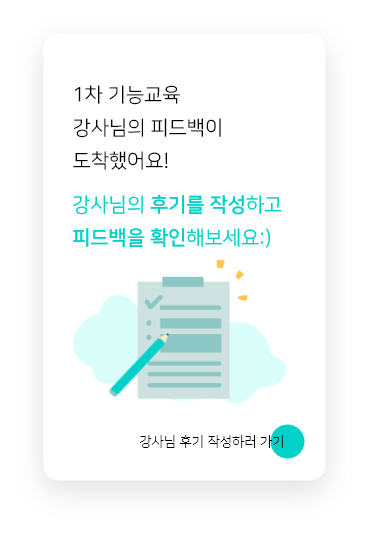 1차 기능교육
강사님의 피드백이
도착했어요!
강사님의 후기를 작성하고
피드백을 확인해보세요:)
강사님 후기 작성하러 가기